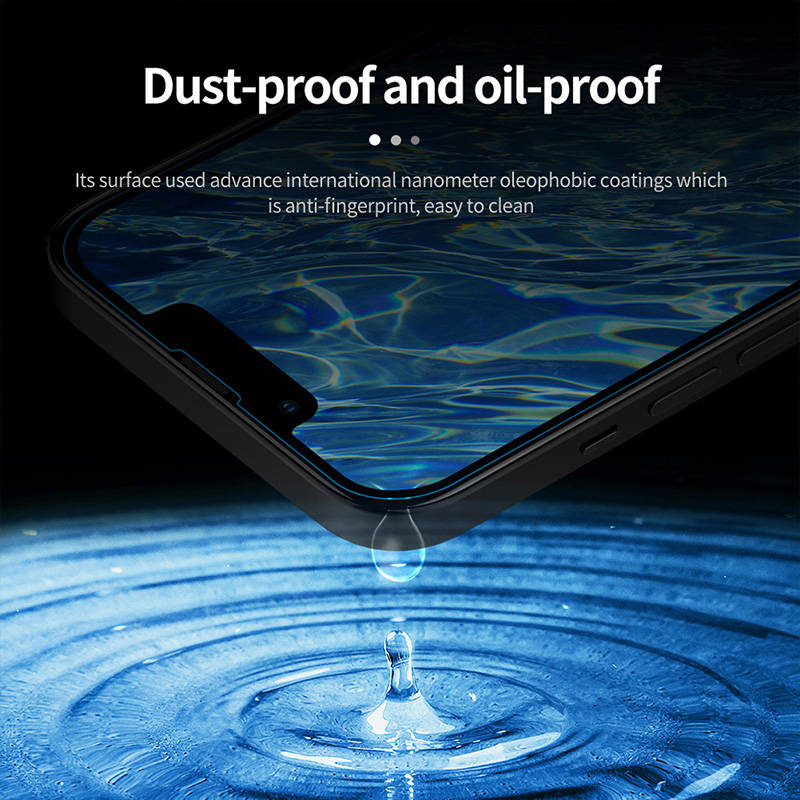 Dust-proof and oil-proof
Its surface used advance international nanometer oleophobic coatings which
is anti-fingerprint, easy to clean